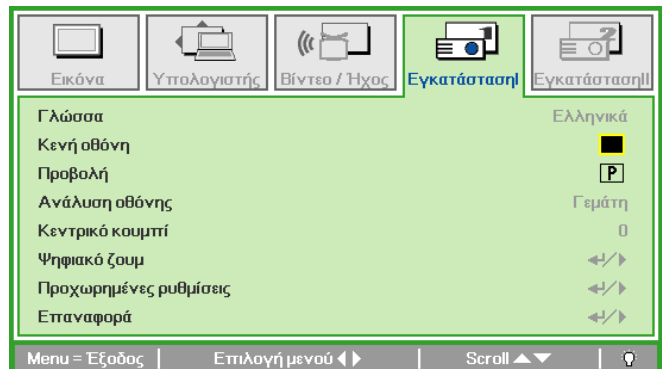 Εικόνα
Υπολογιστής
Βίντεο / Ήχος
ΕγκατάστασηI
ΕγκατάστασηII
Γλώσσα Ελληνικά
Κενή οθόνη
Προβολή P
Ανάλυση οθόνης Γεμάτη
Κεντρικό κουμπί 0
Ψηφιακό ζουμ
Προχωρημένες ρυθμίσεις
Επαναφορά
Menu = Έξοδος Επιλογή μενού Scroll